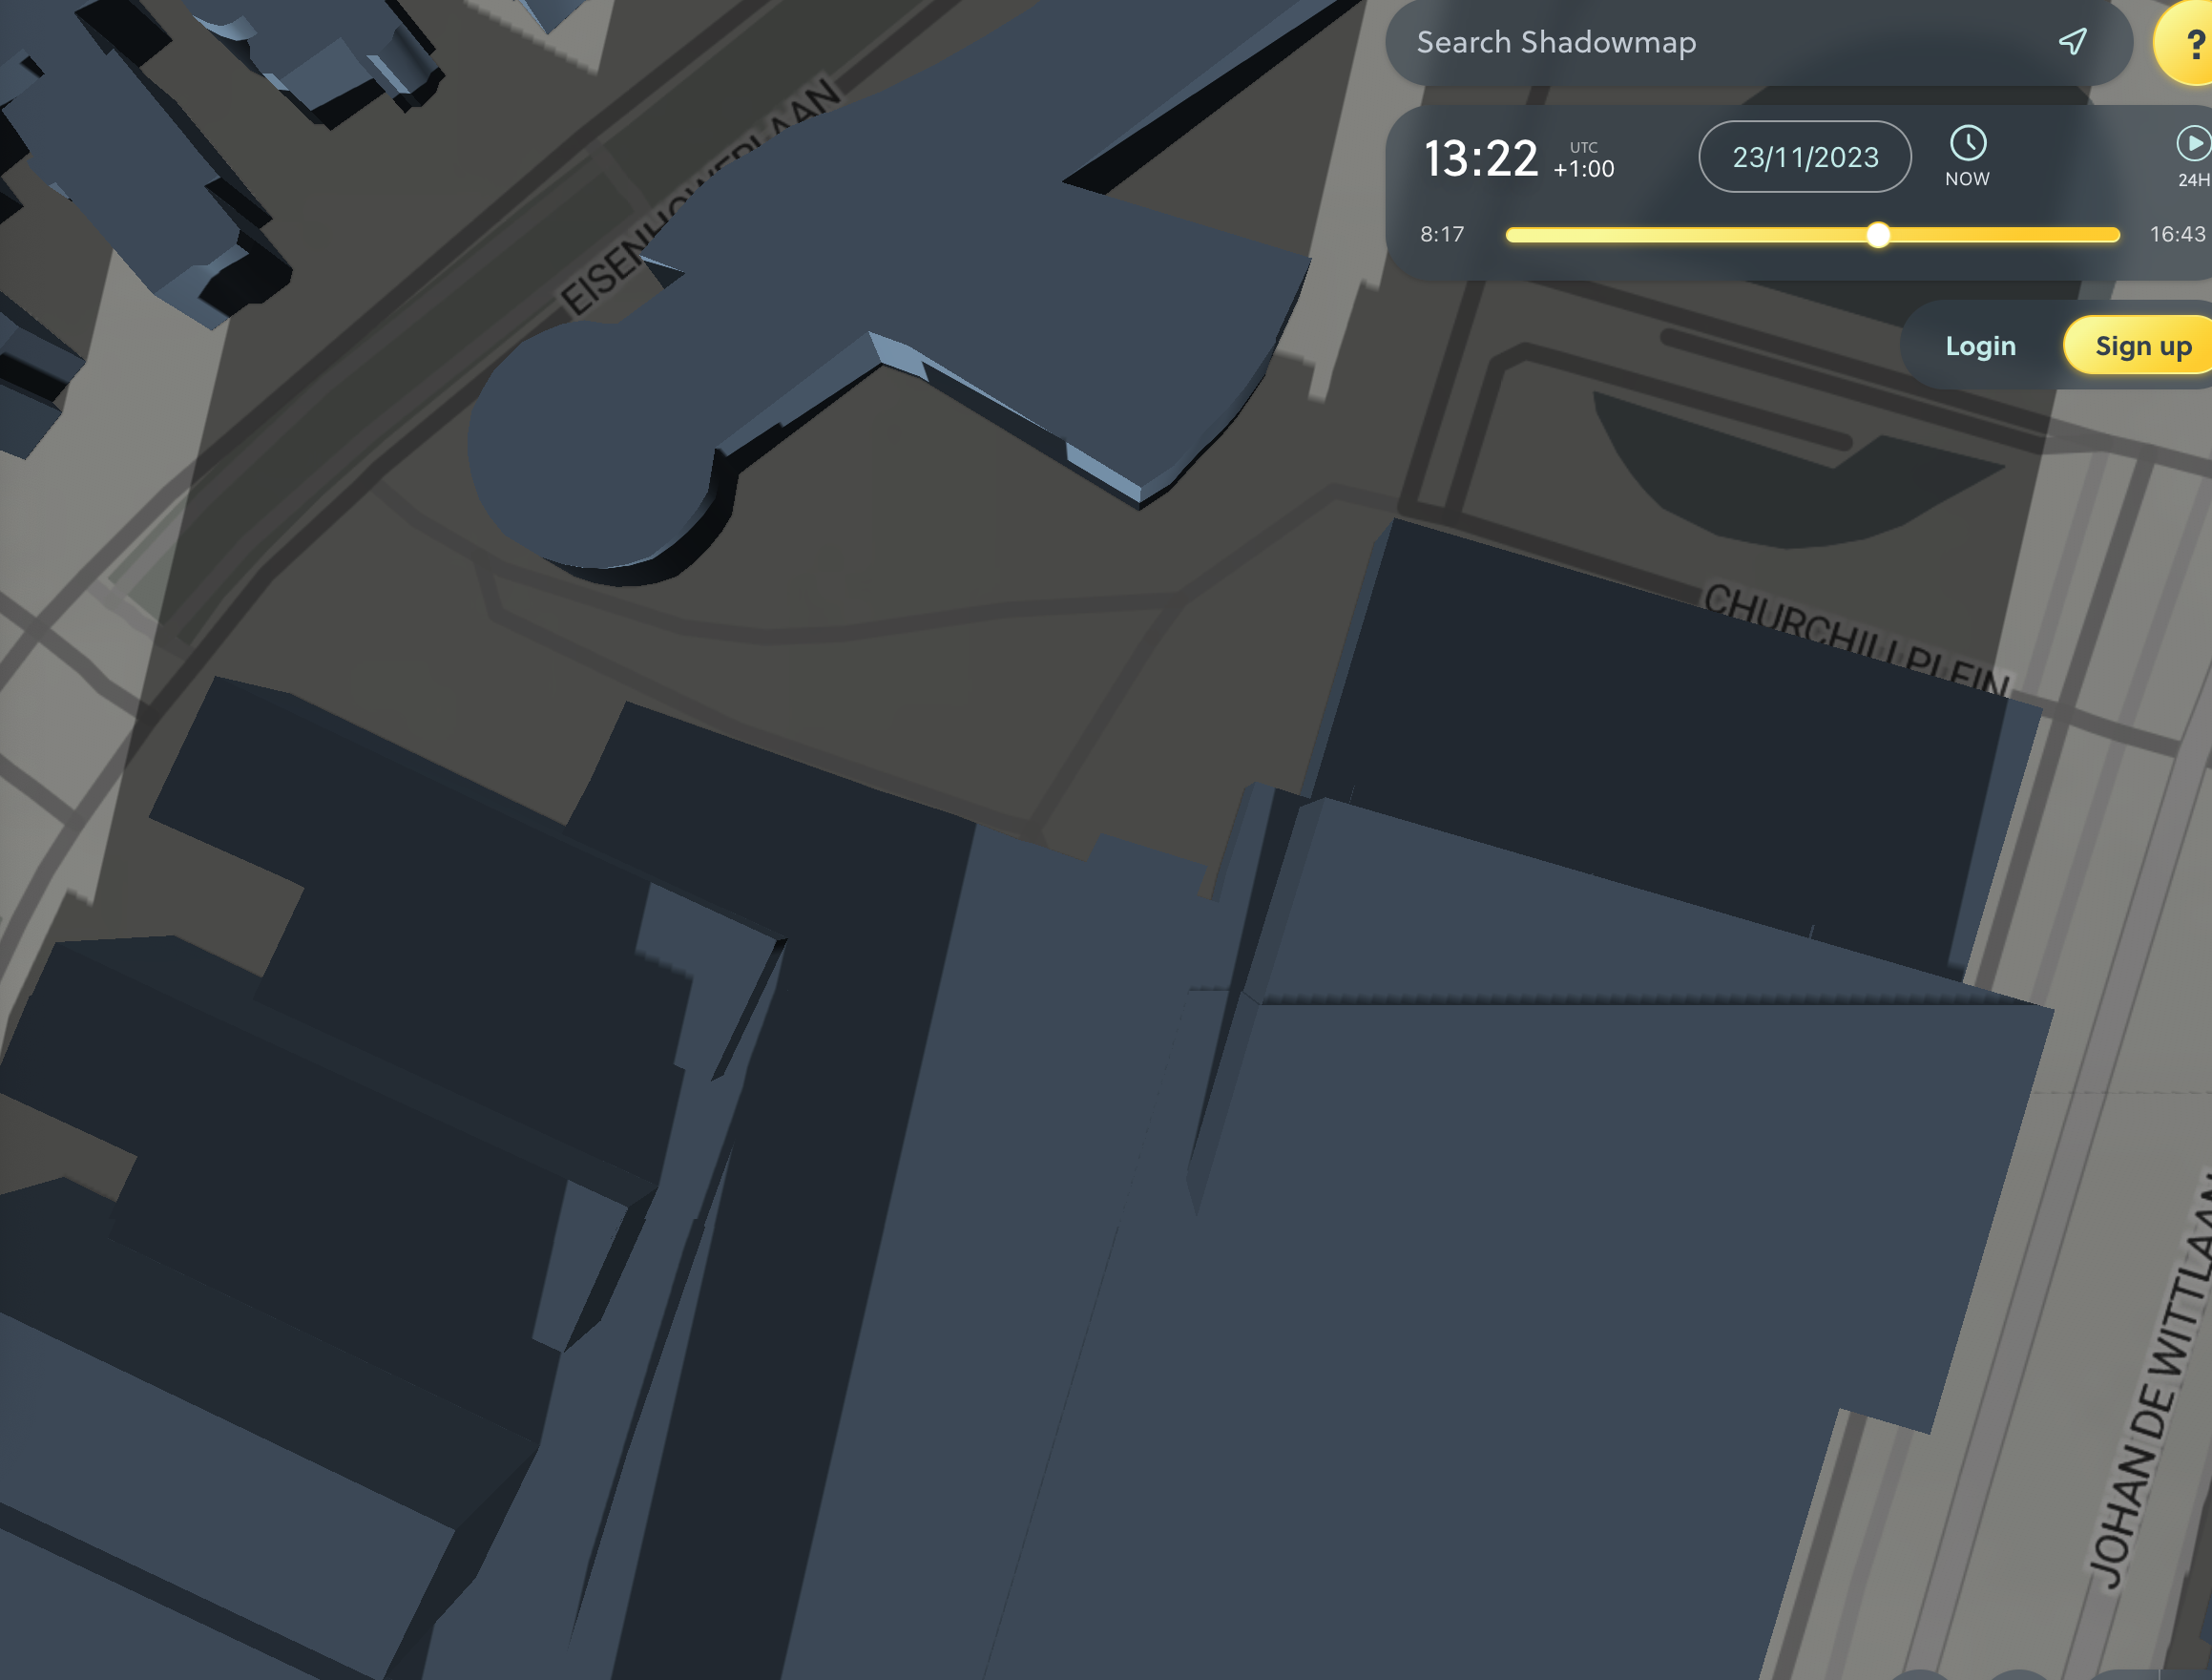 Search Shadowmap
?
13:22
UTC
+1:00
23/11/2023
NOW
24H
8:17
16:43
Login
Sign up
EISENHOWERLAAN
CHURCHILLPLEIN
JOHAN DE WITTLAAN